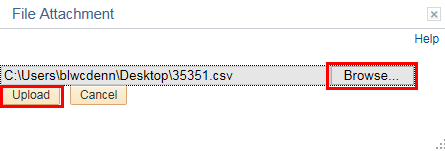 File Attachment
Help
C:\Users\blwcdenn\Desktop\35351.csv Browse...
Upload Cancel